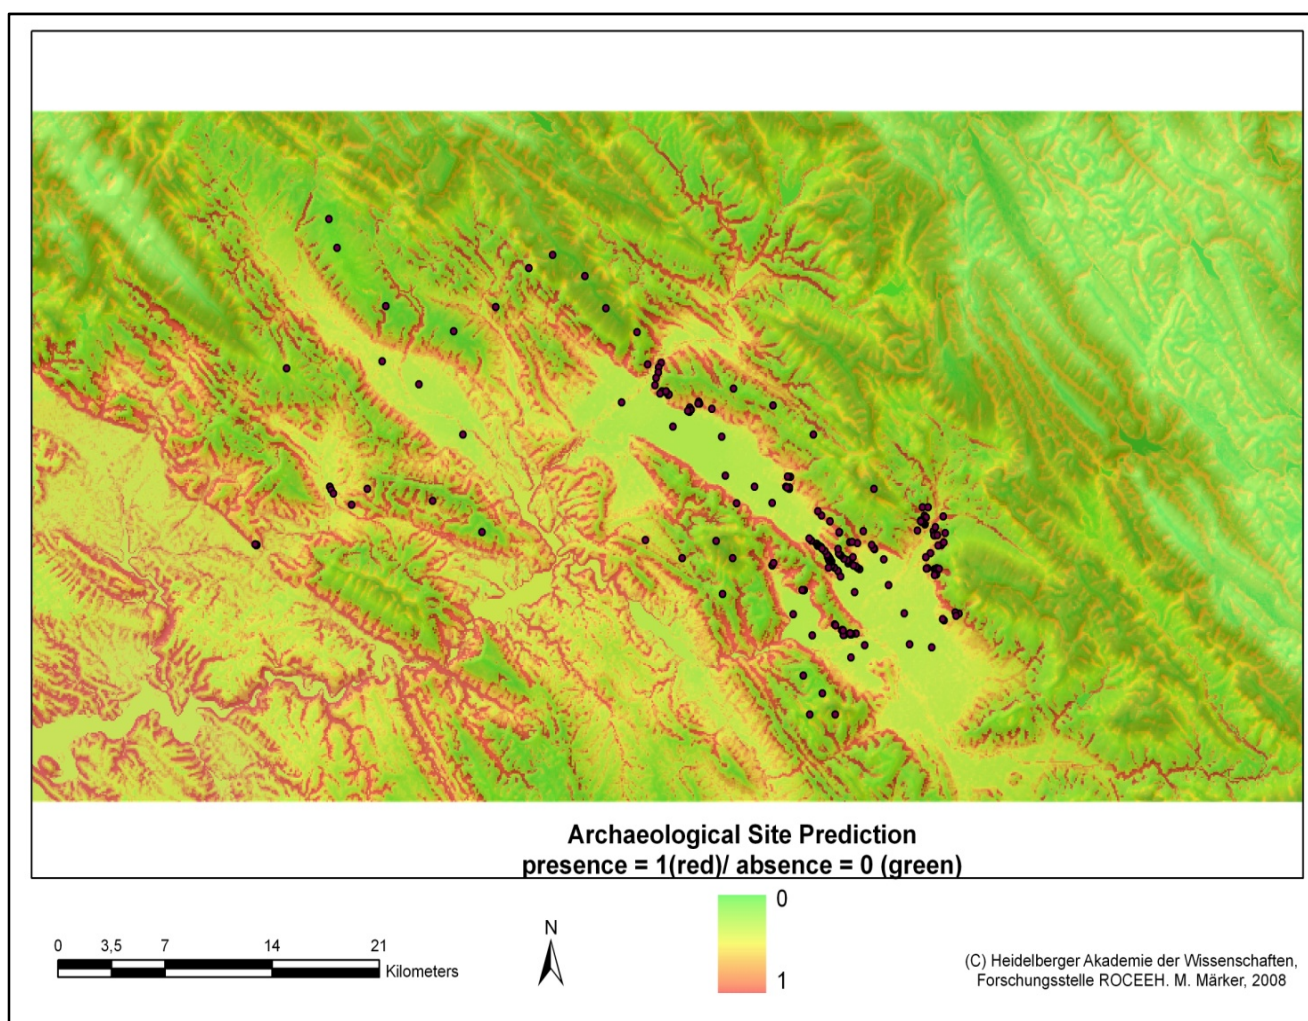 Archaeological Site Prediction
presence = 1(red)/ absence = 0 (green)
0
1
0 3,5 7 14 21
Kilometers
N
(C) Heidelberger Akademie der Wissenschaften,
Forschungsstelle ROCEEH. M. Märker, 2008